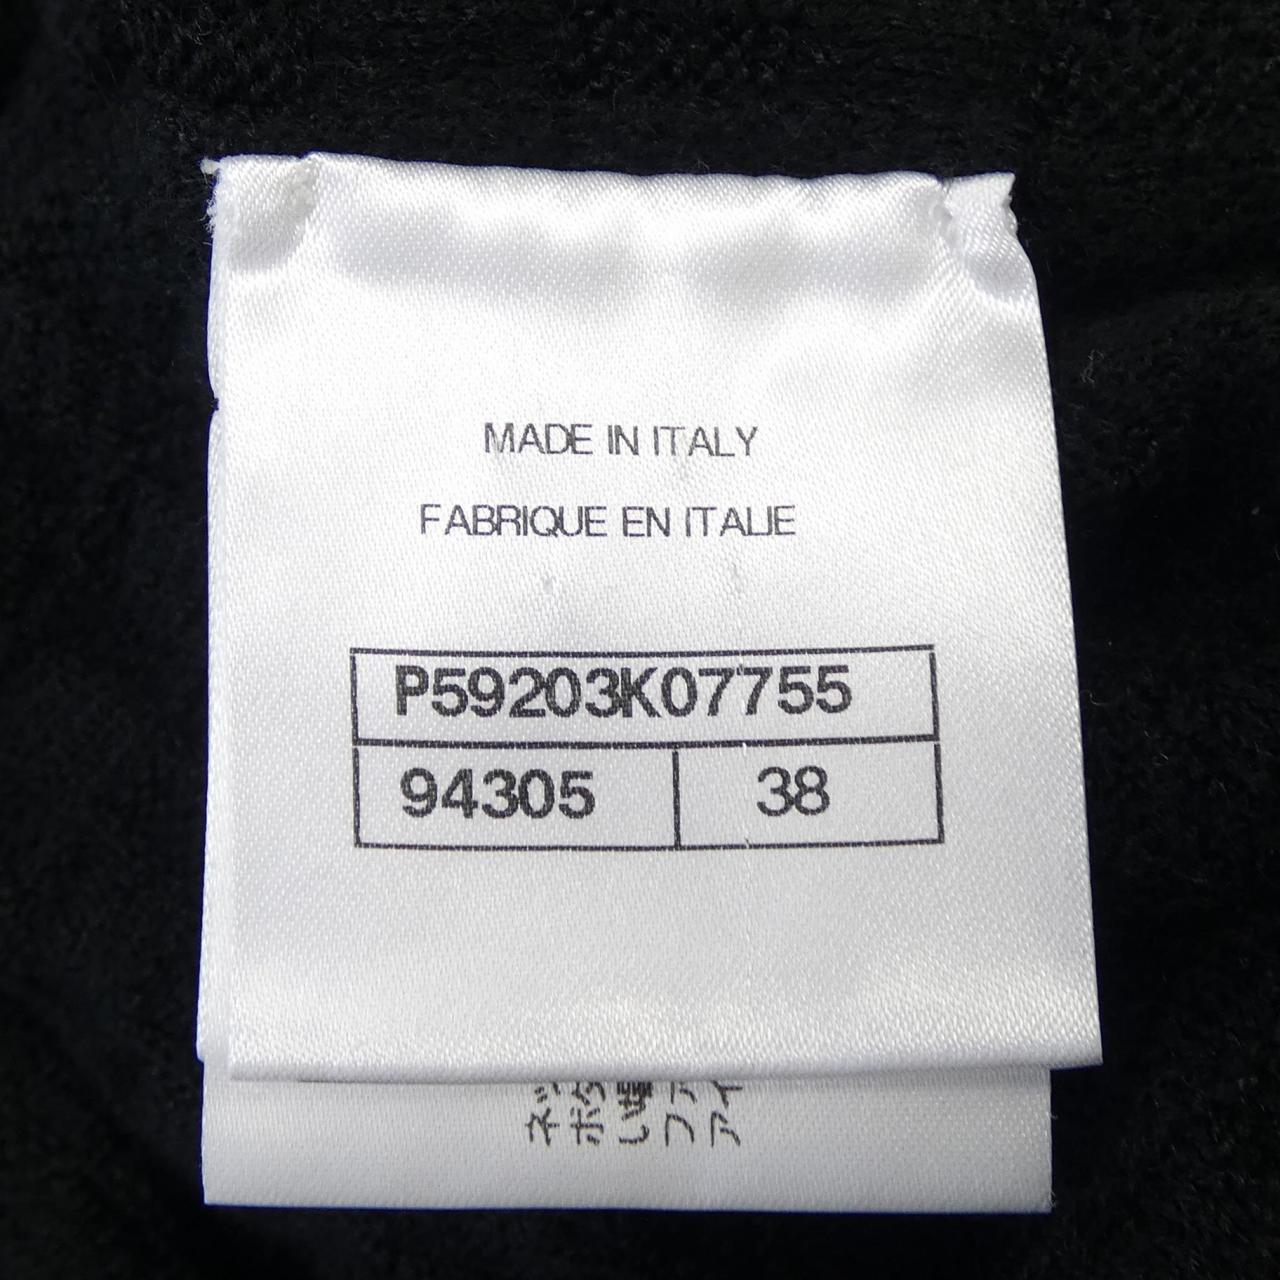 MADE IN ITALY
FABRIQUE EN ITALIE
P59203K07755
94305 38